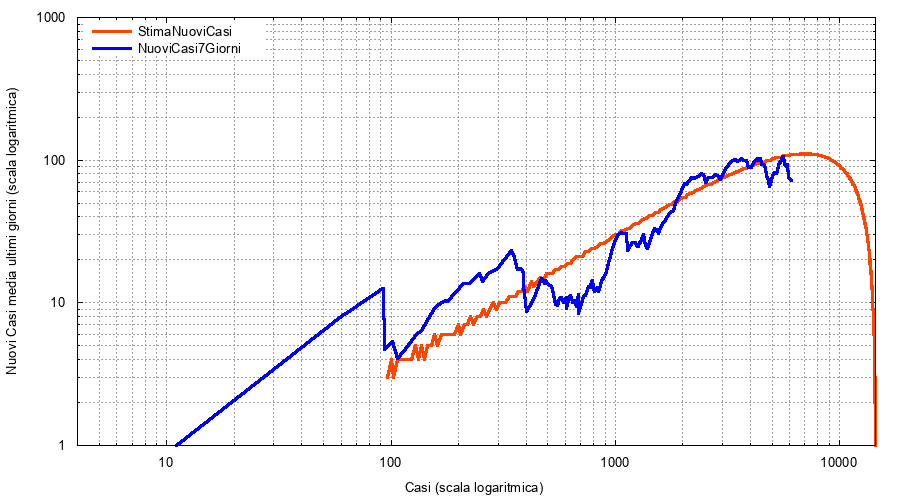 1000
StimaNuoviCasi
NuoviCasi7Giorni
Nuovi Casi media ultimi giorni (scala logaritmica)
100
10
1
10
100
1000
10000
Casi (scala logaritmica)